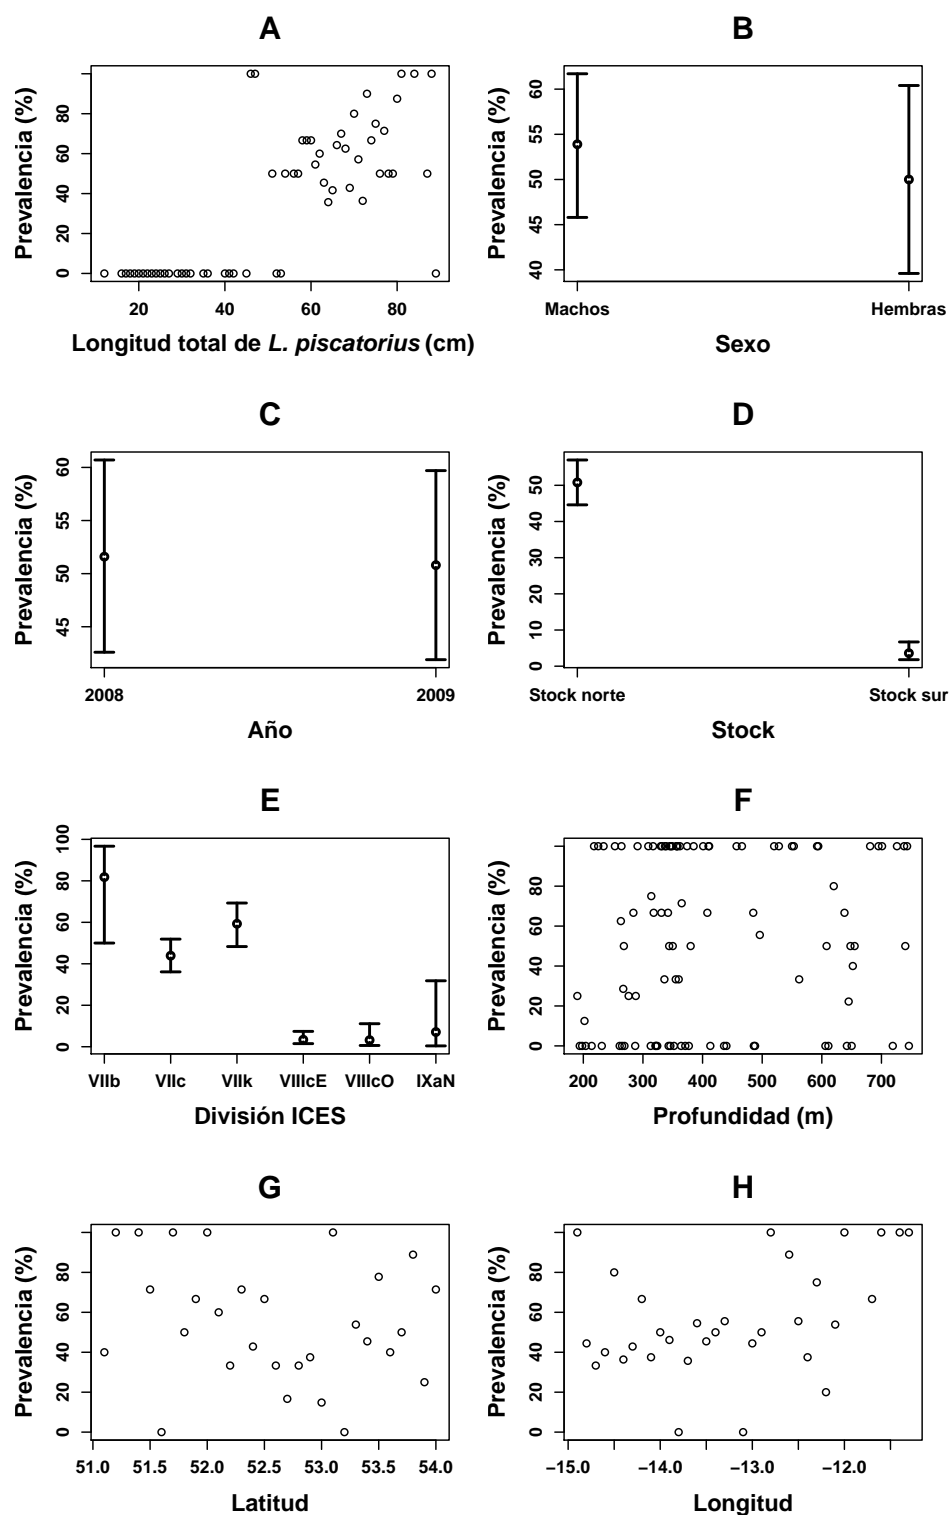 A
Prevalencia (%)
0 20 40 60 80
20 40 60 80
Longitud total de L. piscatorius (cm)
B
Prevalencia (%)
40 45 50 55 60
Machos Hembras
Sexo
C
Prevalencia (%)
45 50 55 60
2008 2009
Año
D
Prevalencia (%)
0 10 20 30 40 50
Stock norte Stock sur
Stock
E
Prevalencia (%)
0 20 40 60 80 100
VIIb VIIc VIIk VIIIcE VIIIcO IXaN
División ICES
F
Prevalencia (%)
0 20 40 60 80
200 300 400 500 600 700
Profundidad (m)
G
Prevalencia (%)
0 20 40 60 80
51.0 51.5 52.0 52.5 53.0 53.5 54.0
Latitud
H
Prevalencia (%)
0 20 40 60 80
−15.0 −14.0 −13.0 −12.0
Longitud